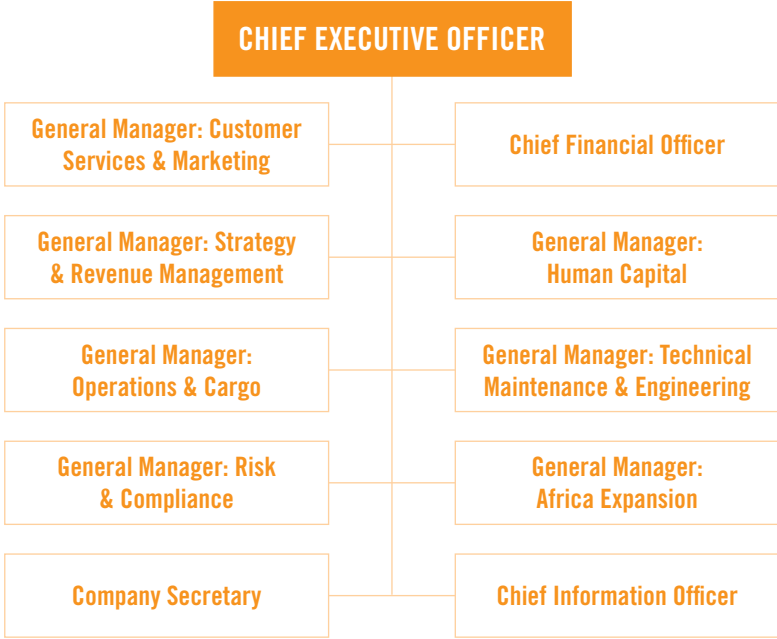 CHIEF EXECUTIVE OFFICER
General Manager: Customer
Services & Marketing
Chief Financial Officer
General Manager: Strategy
& Revenue Management
General Manager:
Human Capital
General Manager:
Operations & Cargo
General Manager: Technical
Maintenance & Engineering
General Manager: Risk
& Compliance
General Manager:
Africa Expansion
Company Secretary
Chief Information Officer